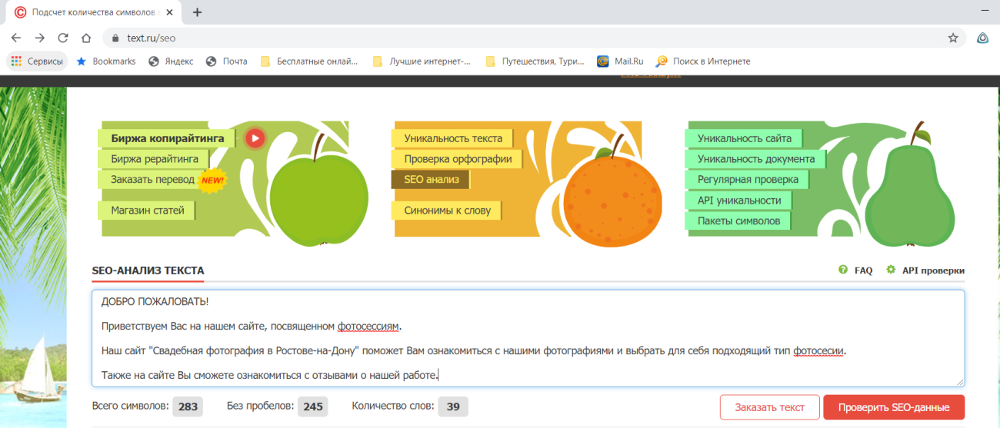 Подсчет количества символов
text.ru/seo
Сервисы Bookmarks Яндекс Почта Бесплатные онлай... Лучшие интернет-... Путешествия, Тури... Mail.Ru Поиск в Интернете
Биржа копирайтинга
Биржа рерайтинга
Заказать перевод NEW!
Магазин статей
Уникальность текста
Проверка орфографии
SEO анализ
Синонимы к слову
Уникальность сайта
Уникальность документа
Регулярная проверка
API уникальности
Пакеты символов
SEO-АНАЛИЗ ТЕКСТА FAQ API проверки
ДОБРО ПОЖАЛОВАТЬ!
Приветствуем Вас на нашем сайте, посвященном фотосессиям.
Наш сайт "Свадебная фотография в Ростове-на-Дону" поможет Вам ознакомиться с нашими фотографиями и выбрать для себя подходящий тип фотосесии.
Также на сайте Вы сможете ознакомиться с отзывами о нашей работе.
Всего символов: 283 Без пробелов: 245 Количество слов: 39 Заказать текст Проверить SEO-данные